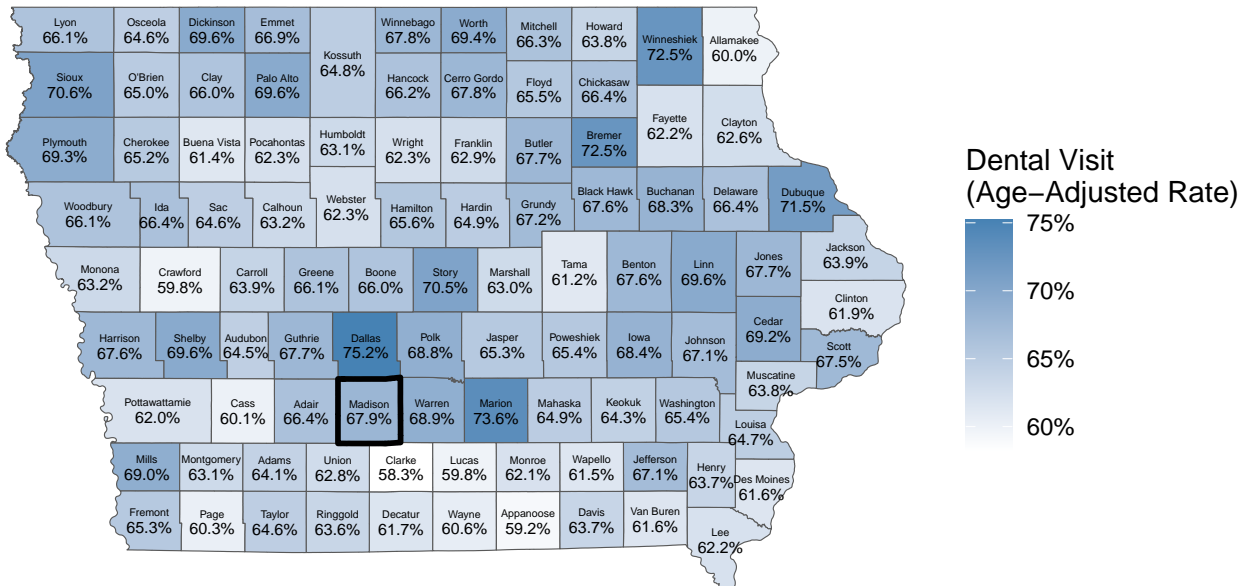 Lyon
66.1%
Osceola
64.6%
Dickinson
69.6%
Emmet
66.9%
Kossuth
64.8%
Winnebago
67.8%
Worth
69.4%
Mitchell
66.3%
Howard
63.8%
Winneshiek
72.5%
Allamakee
60.0%
Sioux
70.6%
O'Brien
65.0%
Clay
66.0%
Palo Alto
69.6%
Hancock
66.2%
Cerro Gordo
67.8%
Floyd
65.5%
Chickasaw
66.4%
Fayette
62.2%
Clayton
62.6%
Plymouth
69.3%
Cherokee
65.2%
Buena Vista
61.4%
Pocahontas
62.3%
Humboldt
63.1%
Wright
62.3%
Franklin
62.9%
Butler
67.7%
Bremer
72.5%
Woodbury
66.1%
Ida
66.4%
Sac
64.6%
Calhoun
63.2%
Webster
62.3%
Hamilton
65.6%
Hardin
64.9%
Grundy
67.2%
Black Hawk
67.6%
Buchanan
68.3%
Delaware
66.4%
Dubuque
71.5%
Monona
63.2%
Crawford
59.8%
Carroll
63.9%
Greene
66.1%
Boone
66.0%
Story
70.5%
Marshall
63.0%
Tama
61.2%
Benton
67.6%
Linn
69.6%
Jones
67.7%
Jackson
63.9%
Clinton
61.9%
Harrison
67.6%
Shelby
69.6%
Audubon
64.5%
Guthrie
67.7%
Dallas
75.2%
Polk
68.8%
Jasper
65.3%
Poweshiek
65.4%
Iowa
68.4%
Johnson
67.1%
Cedar
69.2%
Scott
67.5%
Muscatine
63.8%
Pottawattamie
62.0%
Cass
60.1%
Adair
66.4%
Madison
67.9%
Warren
68.9%
Marion
73.6%
Mahaska
64.9%
Keokuk
64.3%
Washington
65.4%
Louisa
64.7%
Mills
69.0%
Montgomery
63.1%
Adams
64.1%
Union
62.8%
Clarke
58.3%
Lucas
59.8%
Monroe
62.1%
Wapello
61.5%
Jefferson
67.1%
Henry
63.7%
Des Moines
61.6%
Fremont
65.3%
Page
60.3%
Taylor
64.6%
Ringgold
63.6%
Decatur
61.7%
Wayne
60.6%
Appanoose
59.2%
Davis
63.7%
Van Buren
61.6%
Lee
62.2%
Dental Visit
(Age−Adjusted Rate)
75%
70%
65%
60%